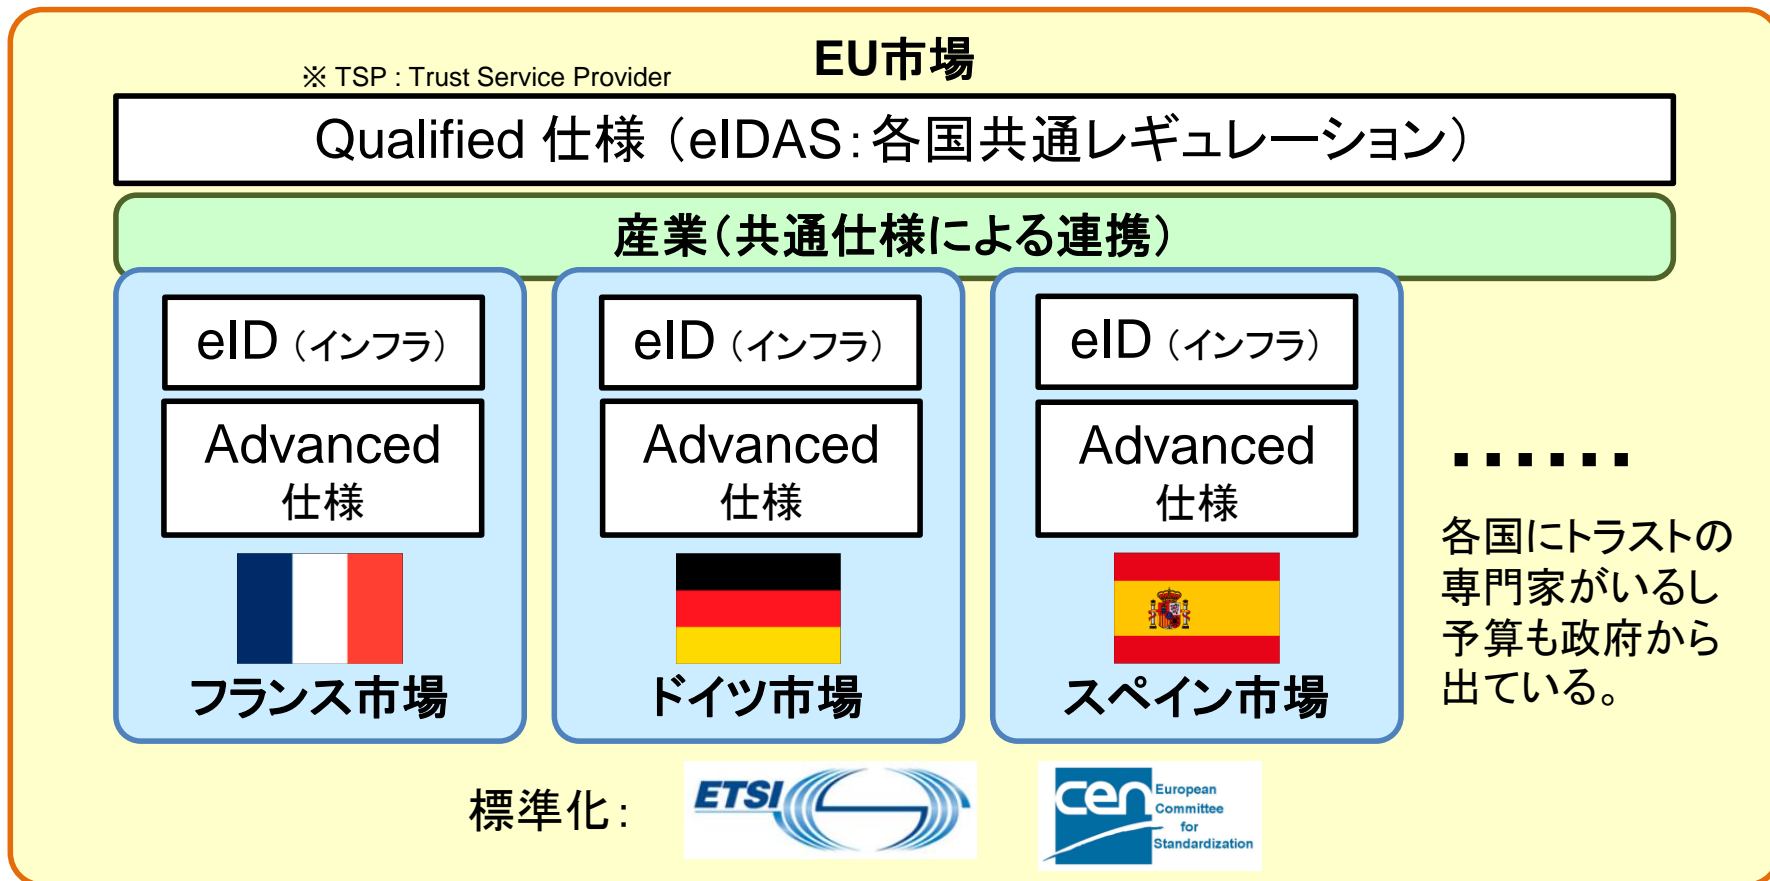 EU市場
※ TSP : Trust Service Provider
Qualified 仕様（eIDAS：各国共通レギュレーション）
産業（共通仕様による連携）
eID（インフラ）
Advanced
仕様
フランス市場
eID（インフラ）
Advanced
仕様
ドイツ市場
eID（インフラ）
Advanced
仕様
スペイン市場
▪▪▪▪▪▪
各国にトラストの
専門家がいるし
予算も政府から
出ている。
標準化：
ETSI
cen
European
Committee
for
Standardization